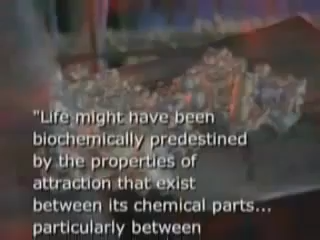 "Life might have been
biochemically predestined
by the properties of
attraction that exist
between its chemical parts...
particularly between